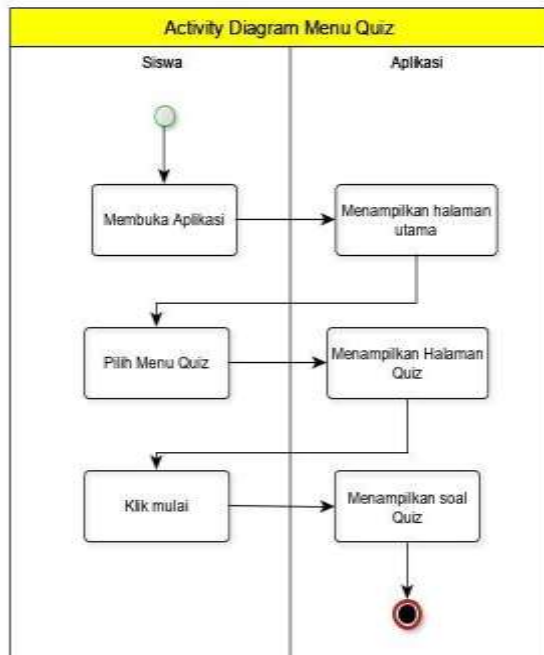 Activity Diagram Menu Quiz
Siswa
Aplikasi
Membuka Aplikasi
Menampilkan halaman
utama
Pilih Menu Quiz
Menampilkan Halaman
Quiz
Klik mulai
Menampilkan soal
Quiz